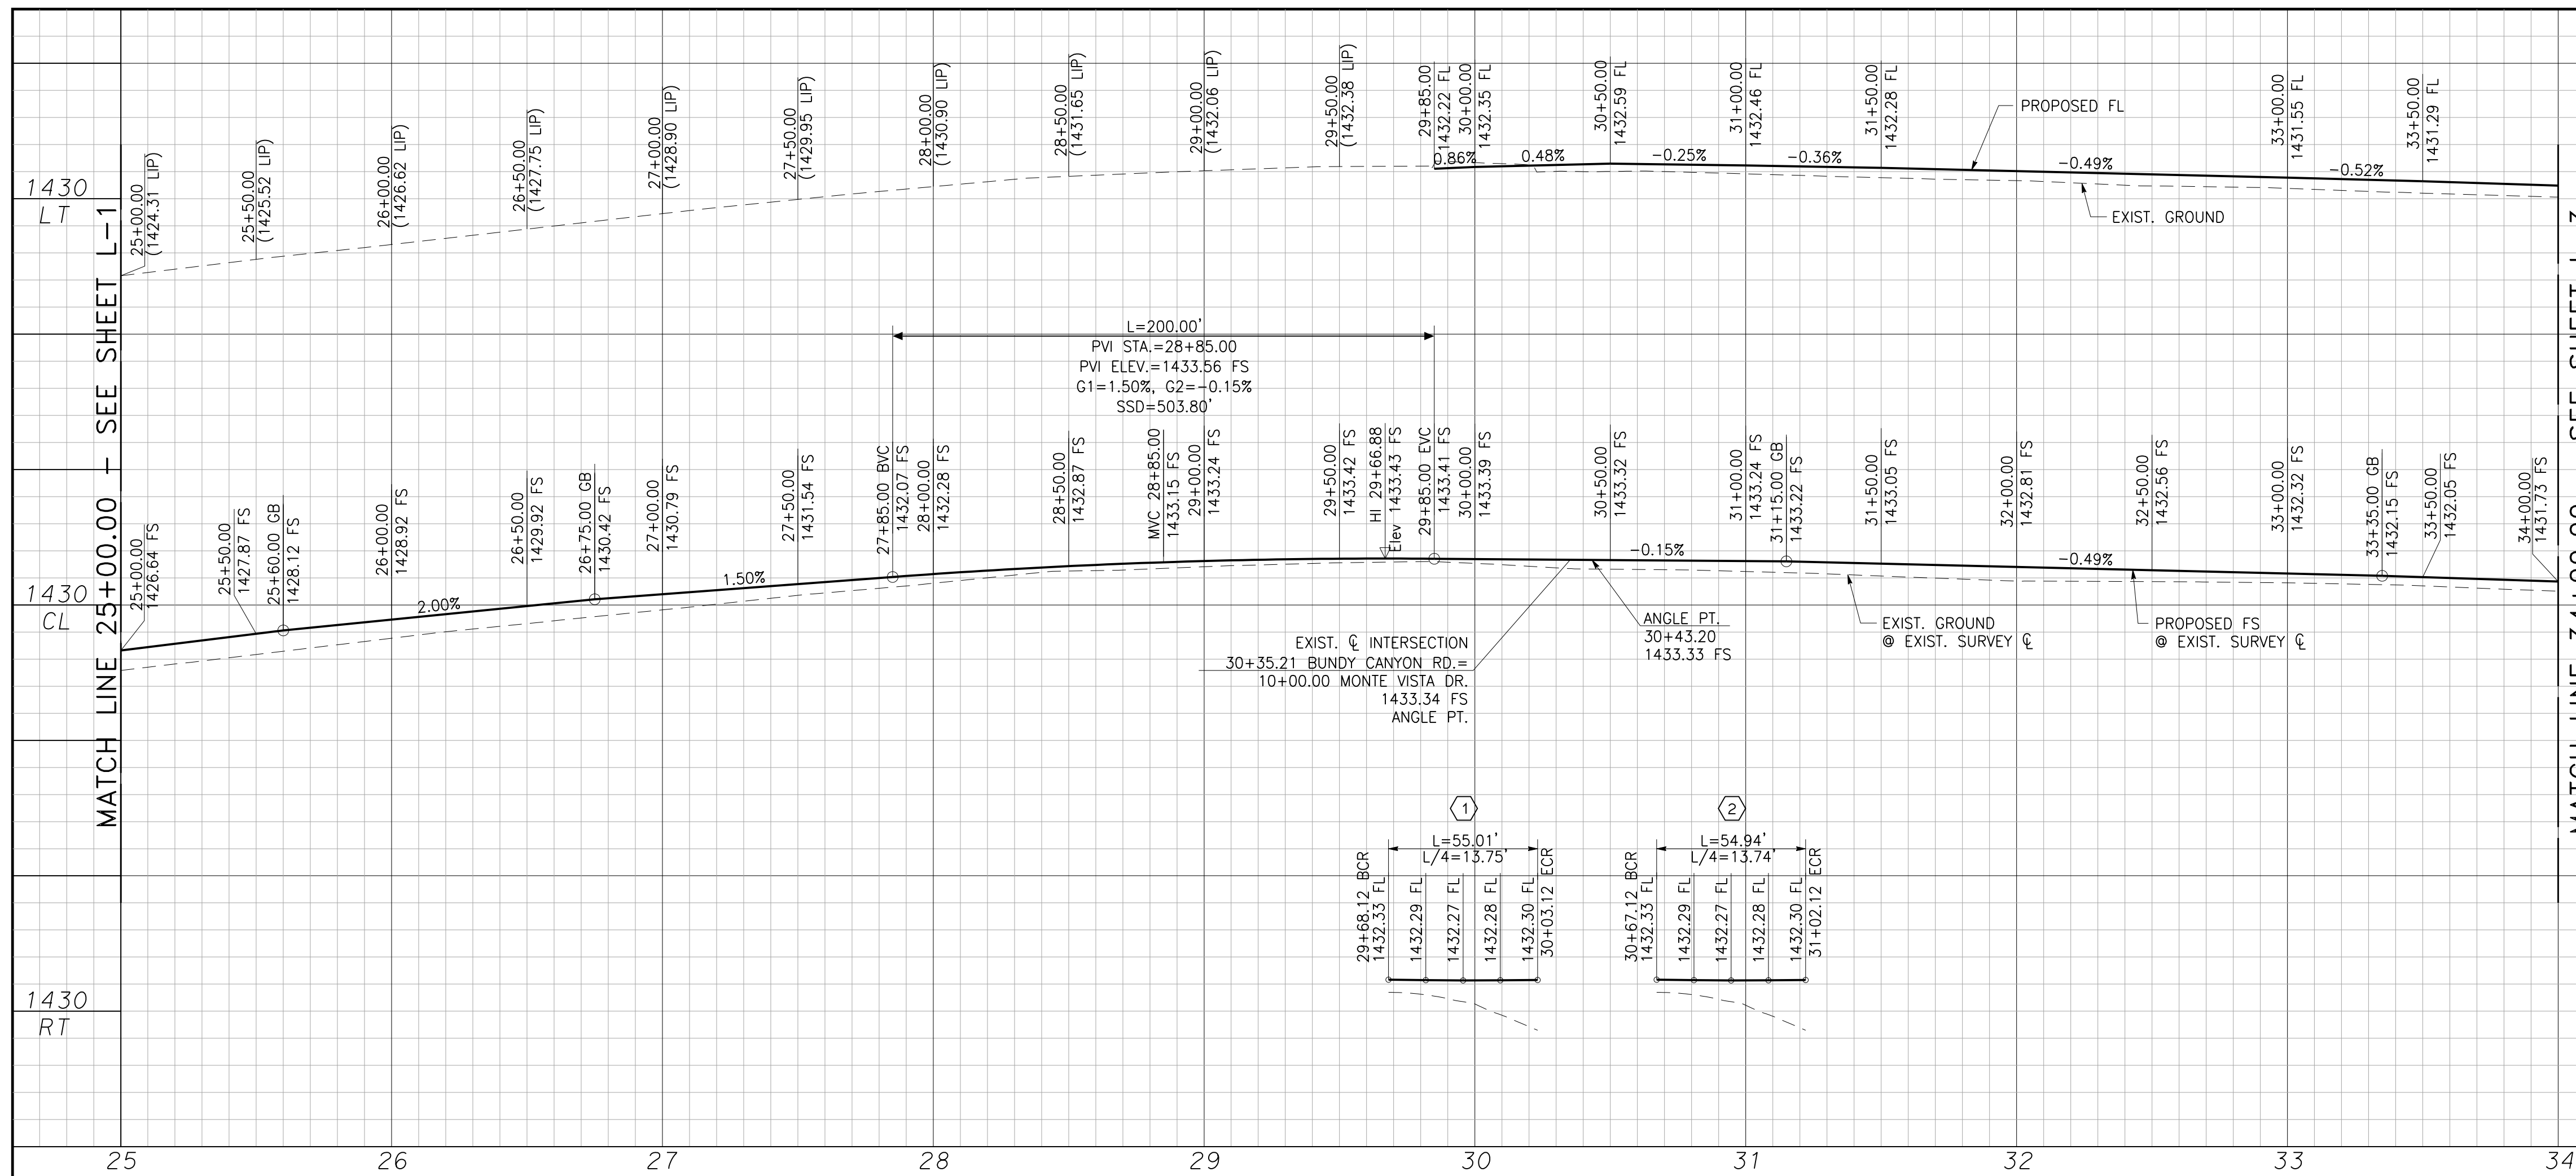 25+00.00
(1424.31 LIP)
25+50.00
(1425.52 LIP)
26+00.00
(1426.62 LIP)
26+50.00
(1427.75 LIP)
27+00.00
(1428.90 LIP)
27+50.00
(1429.95 LIP)
28+00.00
(1430.90 LIP)
28+50.00
(1431.65 LIP)
29+00.00
(1432.06 LIP)
29+50.00
(1432.38 LIP)
29+85.00
1432.22 FL
30+00.00
1432.35 FL
30+50.00
1432.59 FL
31+00.00
1432.46 FL
31+50.00
1432.28 FL
33+00.00
1431.55 FL
33+50.00
1431.29 FL
PROPOSED FL
0.86%
0.48%
-0.25%
-0.36%
-0.49%
-0.52%
EXIST. GROUND
1430
LT
MATCH LINE 25+00.00 - SEE SHEET L-1
L=200.00'
PVI STA.=28+85.00
PVI ELEV.=1433.56 FS
G1=1.50%, G2=-0.15%
SSD=503.80'
25+00.00
1426.64 FS
25+50.00
1427.87 FS
25+60.00 GB
1428.12 FS
26+00.00
1428.92 FS
26+50.00
1429.92 FS
26+75.00 GB
1430.42 FS
27+00.00
1430.79 FS
27+50.00
1431.54 FS
27+85.00 BVC
1432.07 FS
28+00.00
1432.28 FS
28+50.00
1432.87 FS
MVC 28+85.00
1433.15 FS
29+00.00
1433.24 FS
29+50.00
1433.42 FS
HI 29+66.88
Elev 1433.43 FS
29+85.00 EVC
1433.41 FS
30+00.00
1433.39 FS
30+50.00
1433.32 FS
31+00.00
1433.24 FS
31+15.00 GB
1433.22 FS
31+50.00
1433.05 FS
32+00.00
1432.81 FS
32+50.00
1432.56 FS
33+00.00
1432.32 FS
33+35.00 GB
1432.15 FS
33+50.00
1432.05 FS
34+00.00
1431.73 FS
2.00%
1.50%
-0.15%
-0.49%
1430
CL
EXIST. ℄ INTERSECTION
30+35.21 BUNDY CANYON RD.=
10+00.00 MONTE VISTA DR.
1433.34 FS
ANGLE PT.
ANGLE PT.
30+43.20
1433.33 FS
EXIST. GROUND
@ EXIST. SURVEY ℄
PROPOSED FS
@ EXIST. SURVEY ℄
1
L=55.01'
L/4=13.75'
29+68.12 BCR
1432.33 FL
1432.29 FL
1432.27 FL
1432.28 FL
1432.30 FL
30+03.12 ECR
2
L=54.94'
L/4=13.74'
30+67.12 BCR
1432.33 FL
1432.29 FL
1432.27 FL
1432.28 FL
1432.30 FL
31+02.12 ECR
1430
RT
25 26 27 28 29 30 31 32 33 34